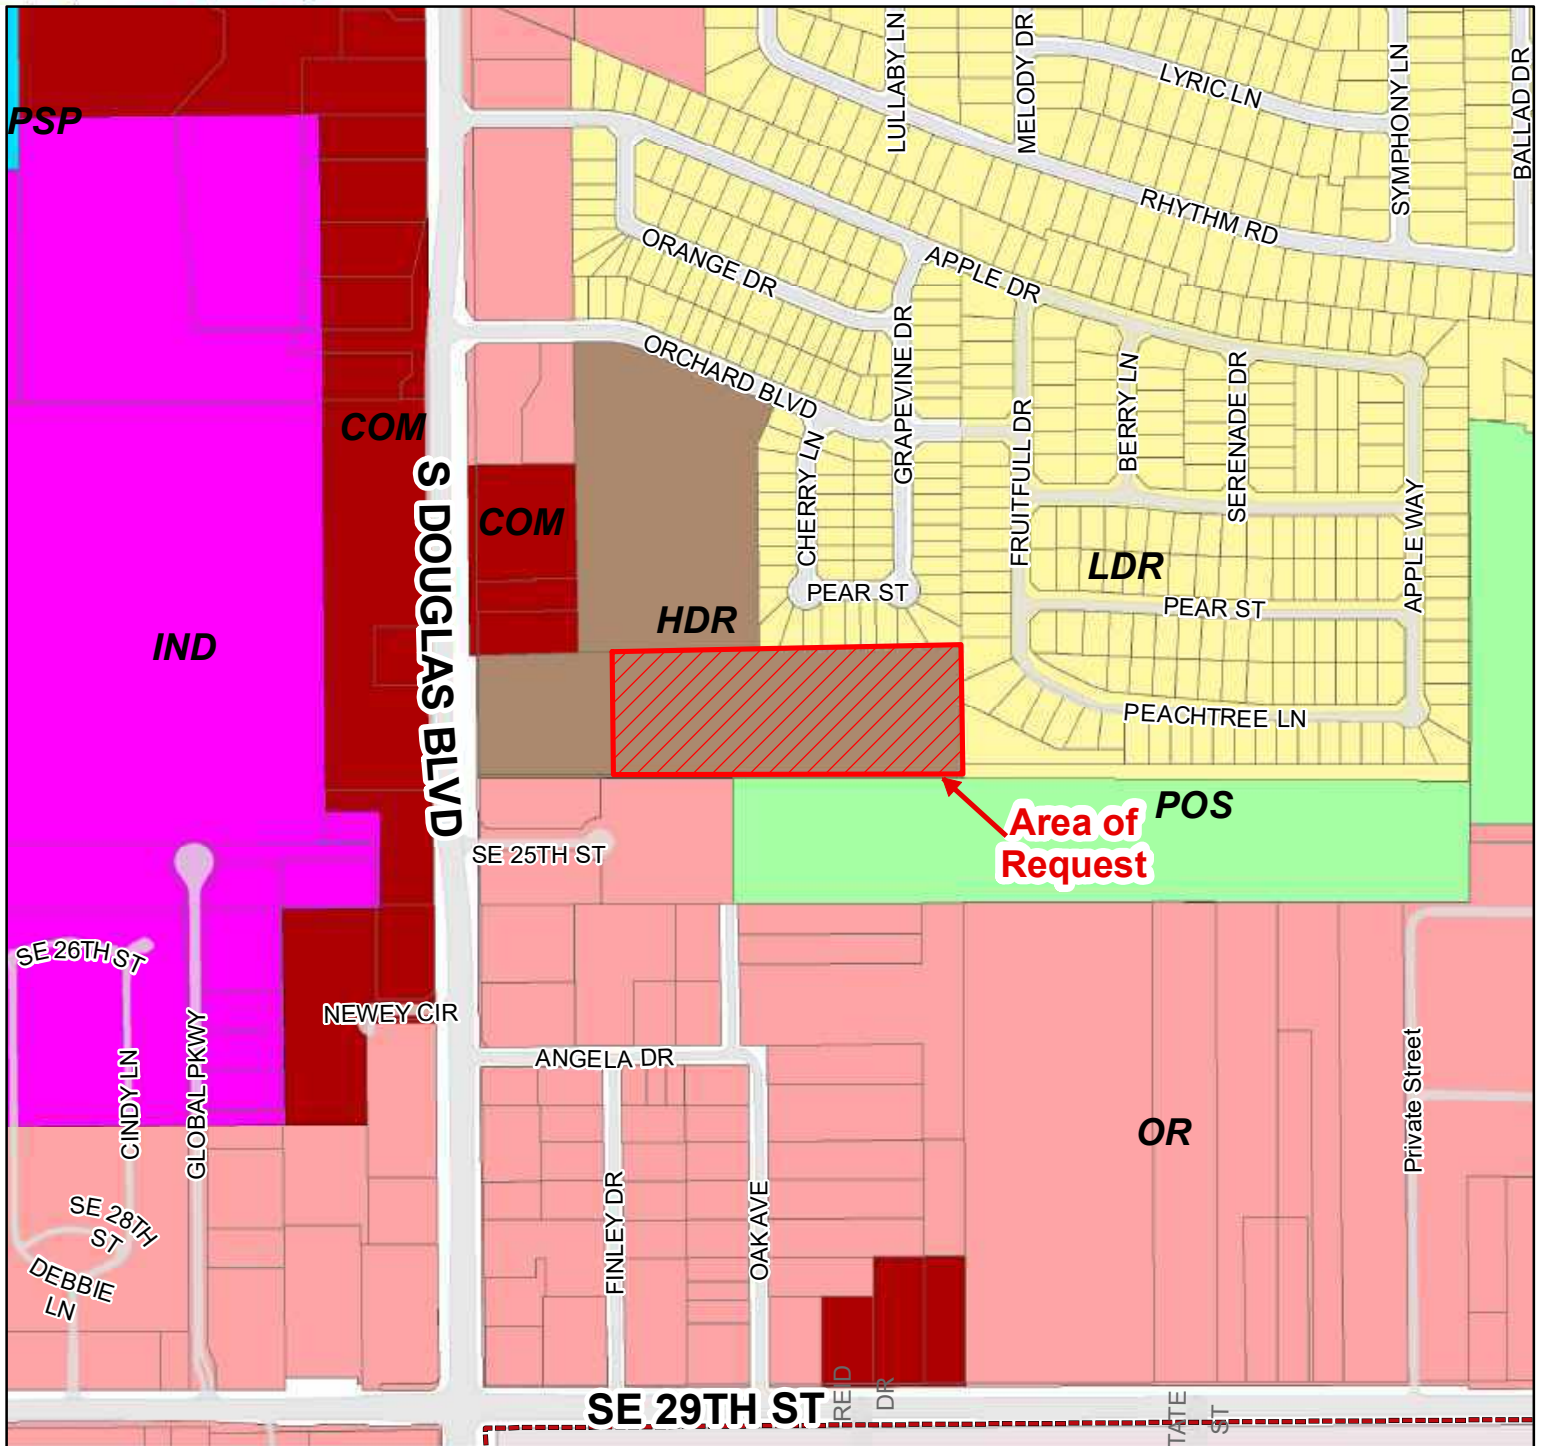 LULLABY LN
MELODY DR
LYRIC LN
SYMPHONY LN
BALLAD DR
PSP
RHYTHM RD
ORANGE DR
APPLE DR
ORCHARD BLVD
GRAPEVINE DR
BERRY LN
SERENADE DR
COM
S DOUGLAS BLVD
COM
CHERRY LN
FRUITFULL DR
LDR
APPLE WAY
PEAR ST
PEAR ST
HDR
IND
PEACHTREE LN
POS
Area of
Request
SE 25TH ST
SE 26TH ST
NEWEY CIR
CINDY LN
GLOBAL PKWY
ANGELA DR
Private Street
OR
FINLEY DR
OAK AVE
SE 28TH
ST
DEBBIE
LN
SE 29TH ST
REID
DR
TATE
ST